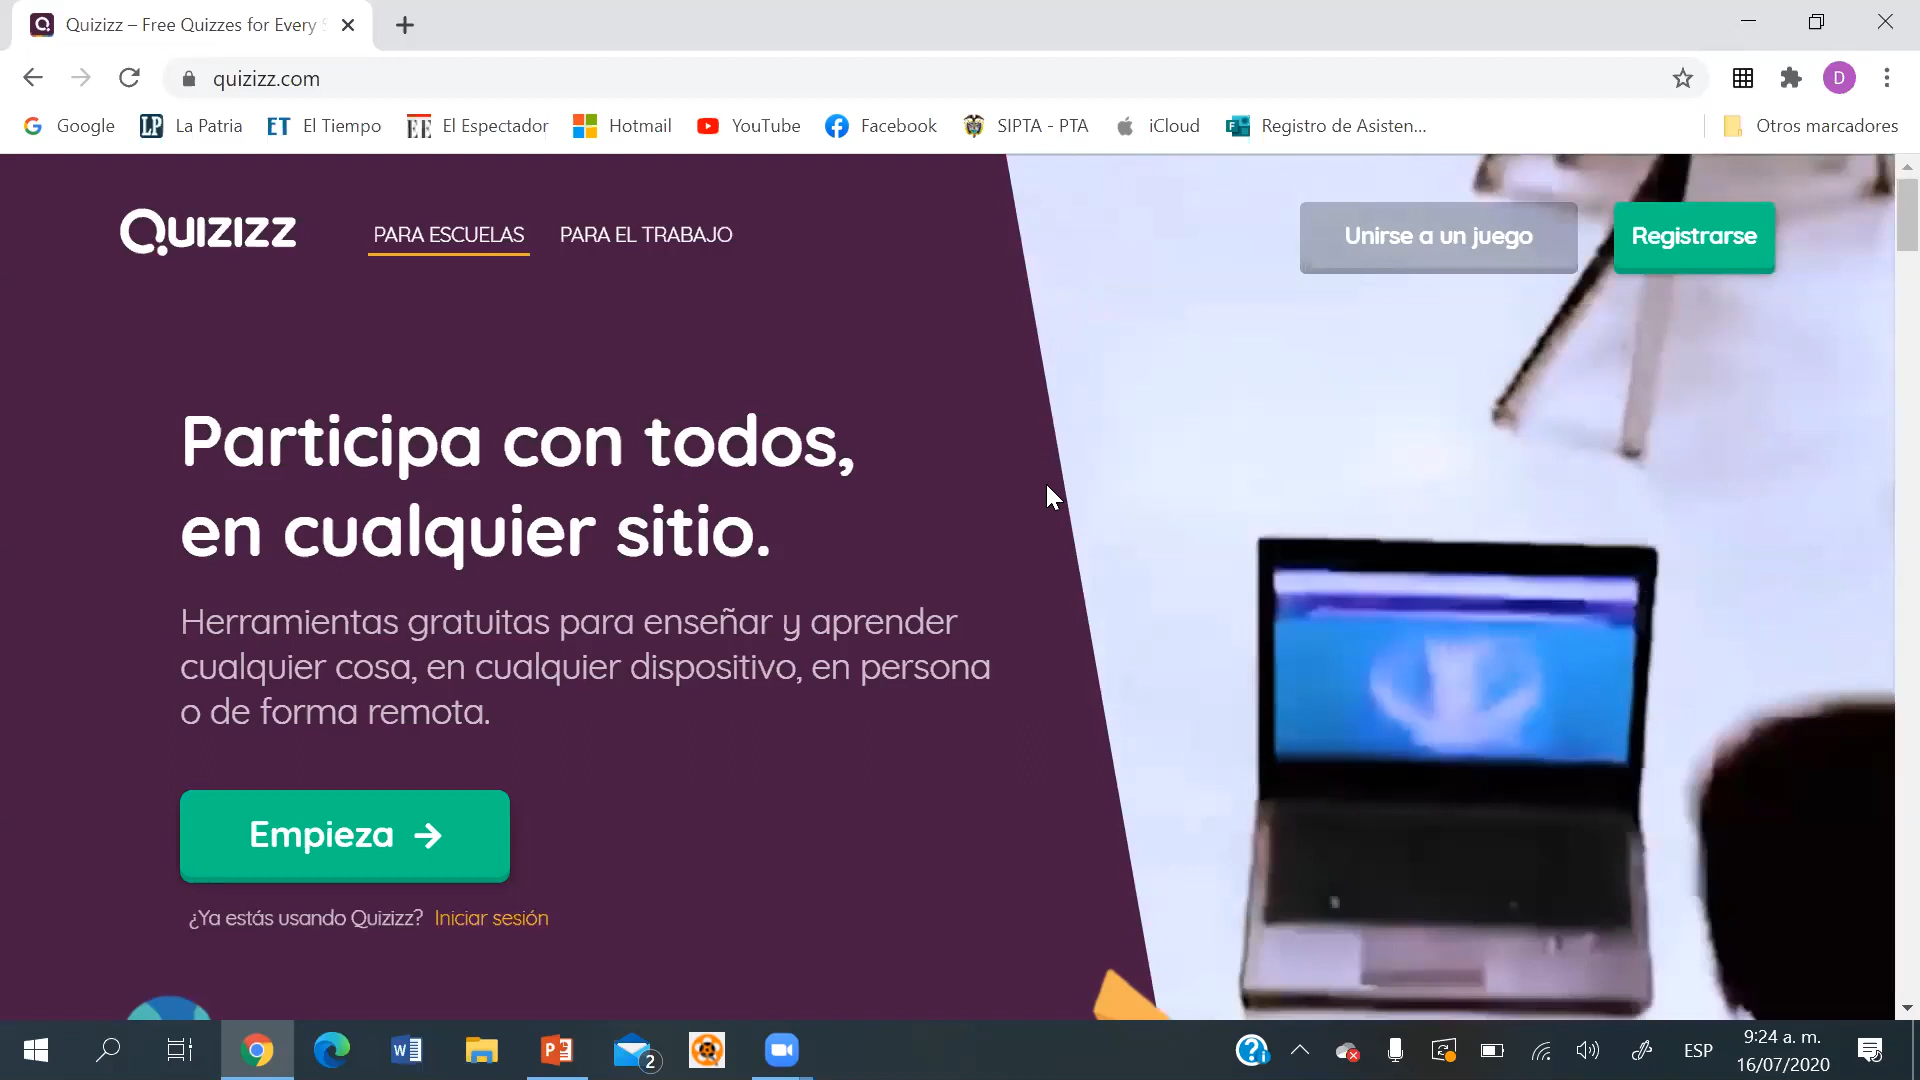 Quizizz – Free Quizzes for Every
quizizz.com
D
Google
La Patria
El Tiempo
El Espectador
Hotmail
YouTube
Facebook
SIPTA - PTA
iCloud
Registro de Asisten...
Otros marcadores
Quizizz
PARA ESCUELAS
PARA EL TRABAJO
Unirse a un juego
Registrarse
Participa con todos,
en cualquier sitio.
Herramientas gratuitas para enseñar y aprender
cualquier cosa, en cualquier dispositivo, en persona
o de forma remota.
Empieza →
¿Ya estás usando Quizizz? Iniciar sesión
2
ESP
9:24 a. m.
16/07/2020